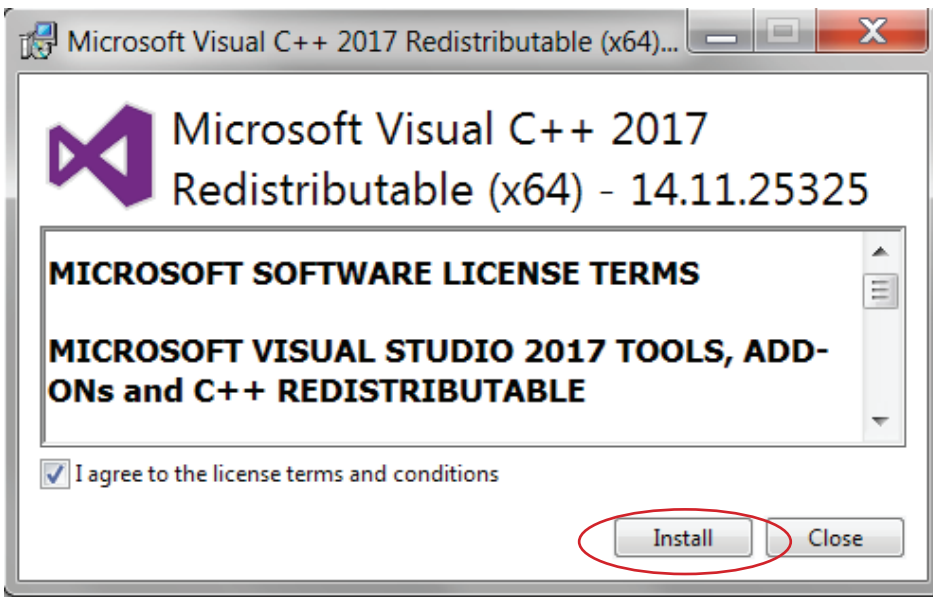 Microsoft Visual C++ 2017 Redistributable (x64)...
Microsoft Visual C++ 2017
Redistributable (x64) - 14.11.25325
MICROSOFT SOFTWARE LICENSE TERMS
MICROSOFT VISUAL STUDIO 2017 TOOLS, ADD-
ONs and C++ REDISTRIBUTABLE
I agree to the license terms and conditions
Install Close